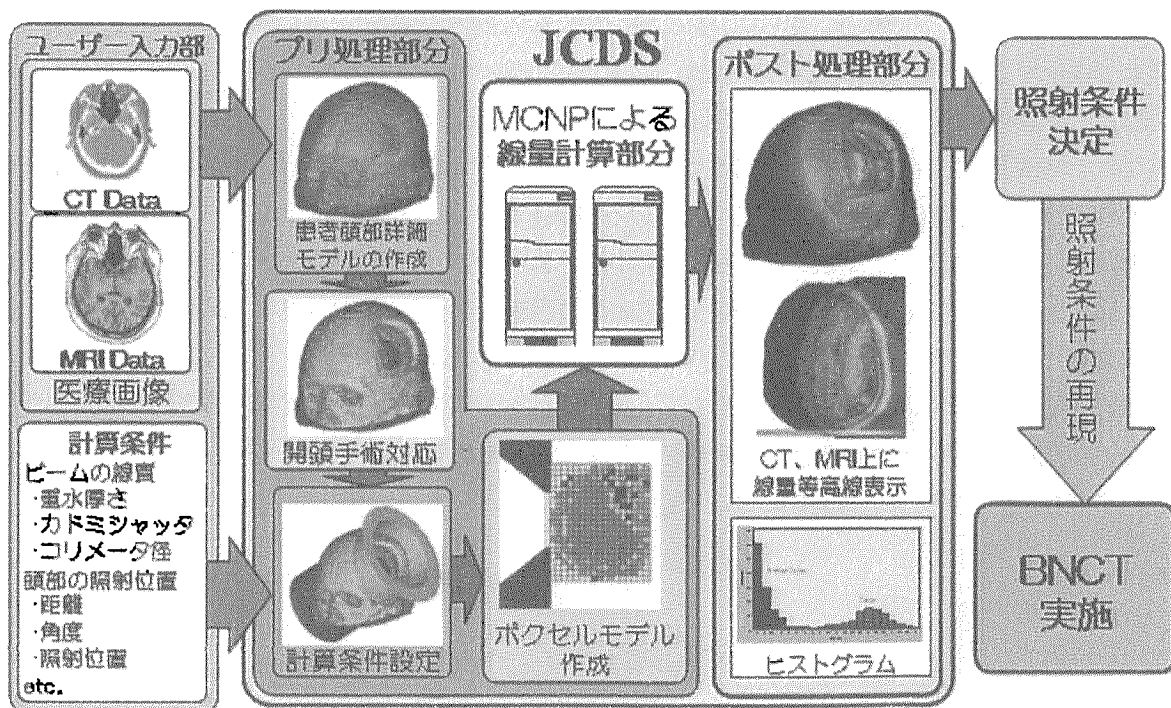 ユーザー入力部
CT Data
MRI Data
医療画像
計算条件
ビームの線質
・重水厚さ
・カドミシャッタ
・コリメータ径
頭部の照射位置
・距離
・角度
・照射位置
etc.
JCDS
プリ処理部分
患者頭部詳細
モデルの作成
開頭手術対応
計算条件設定
ボクセルモデル
作成
MCNPによる
線量計算部分
ポスト処理部分
CT、MRI上に
線量等高線表示
ヒストグラム
照射条件
決定
照射条件の再現
BNCT
実施